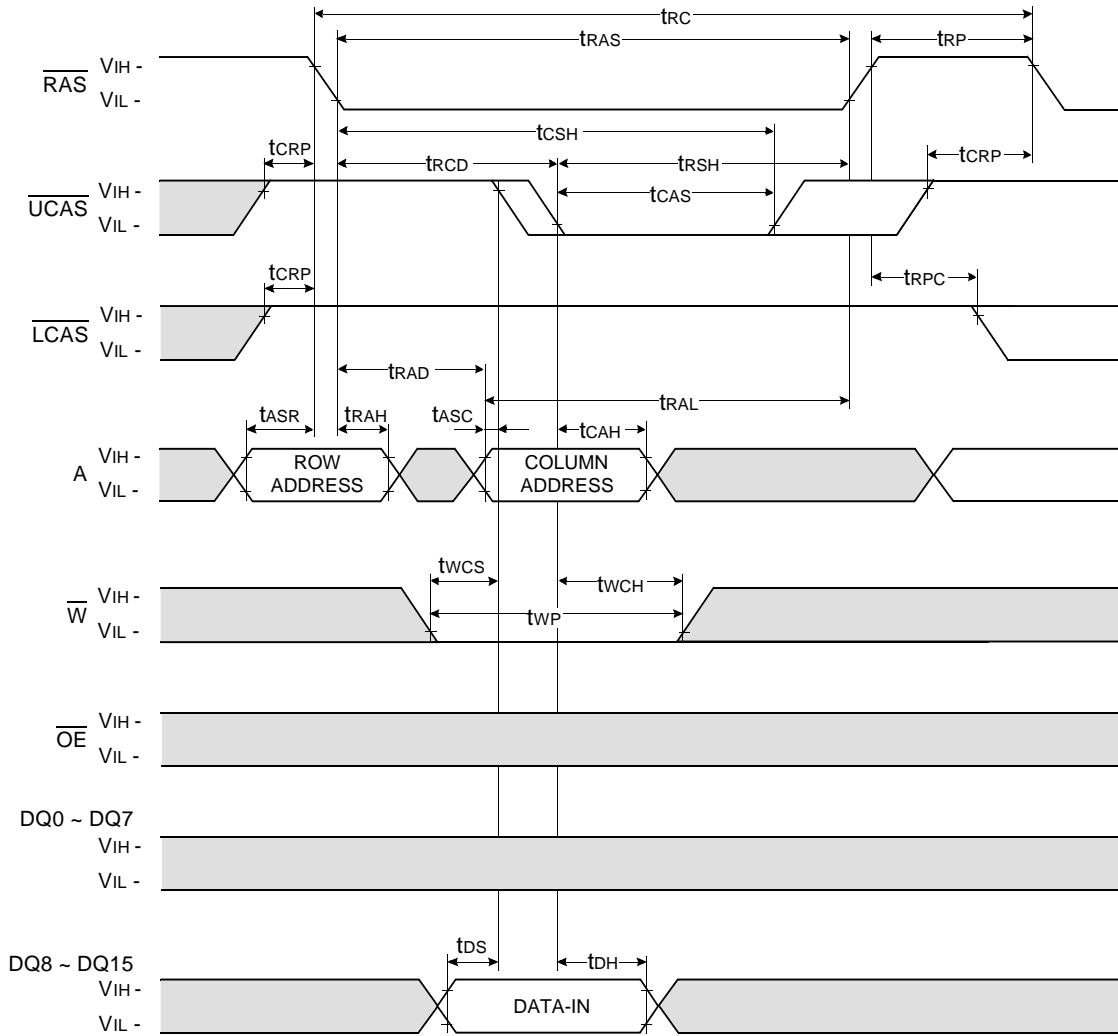 tRC
tRAS
tRP
RAS
VIH -
VIL -
tCSH
tCRP
tRCD
tRSH
tCRP
UCAS
VIH -
VIL -
tCAS
tCRP
tRPC
LCAS
VIH -
VIL -
tRAD
tRAL
tASR
tRAH
tASC
tCAH
A
VIH -
VIL -
ROW
ADDRESS
COLUMN
ADDRESS
tWCS
tWCH
W
VIH -
VIL -
tWP
OE
VIH -
VIL -
DQ0 ~ DQ7
VIH -
VIL -
tDS
tDH
DQ8 ~ DQ15
VIH -
VIL -
DATA-IN